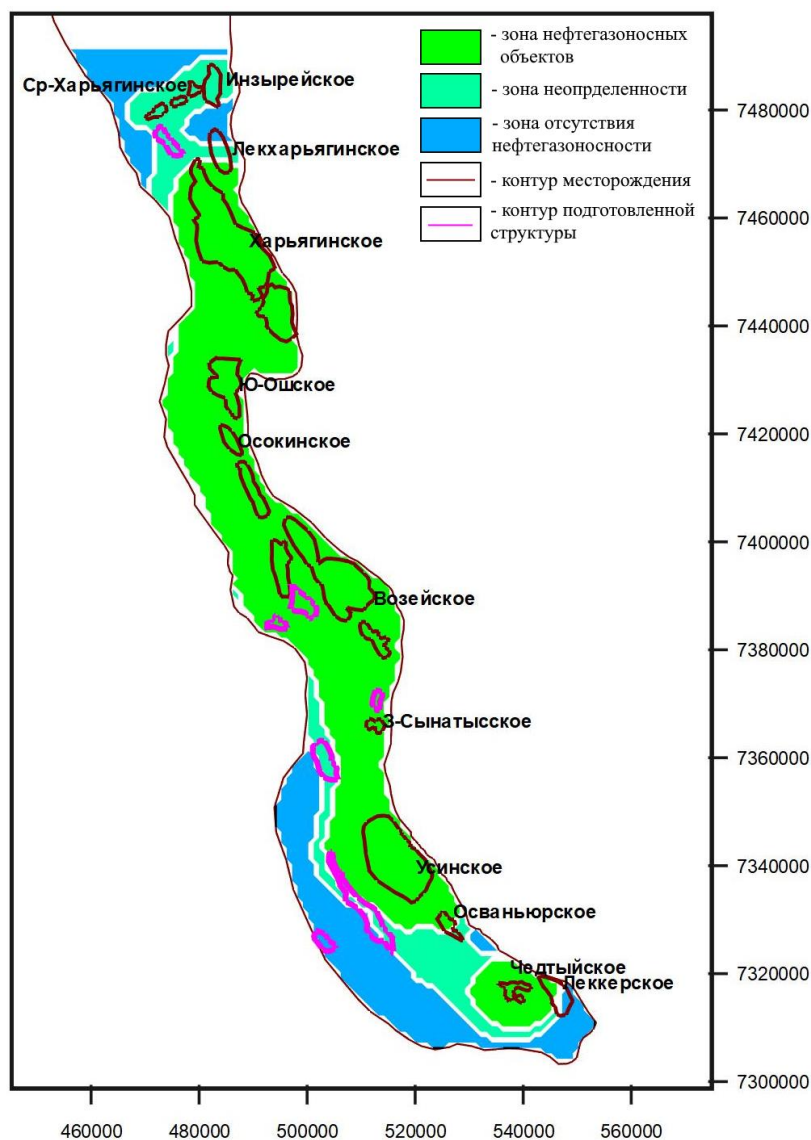 - зона нефтегазоносных
объектов
- зона неопрделенности
- зона отсутствия
нефтегазоносности
- контур месторождения
- контур подготовленной
структуры
Ср-Харьягинское
Инзырейское
Леккарьягинское
Харьягинское
Ю-Ошское
Осокинское
Возейское
З-Сынатысское
Усинское
Осваньюрское
Челтыйское
Леккерское
7480000
7460000
7440000
7420000
7400000
7380000
7360000
7340000
7320000
7300000
460000 480000 500000 520000 540000 560000